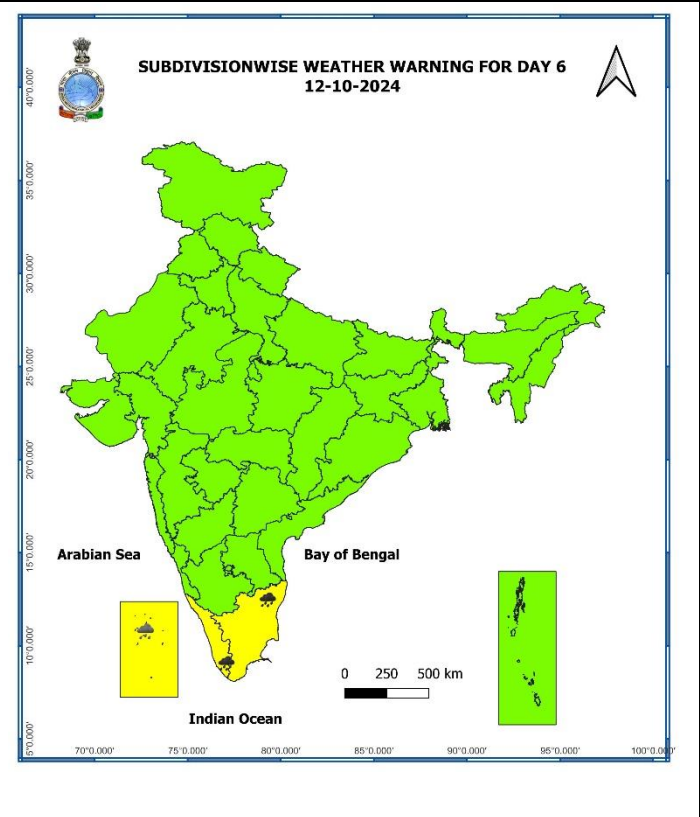 SUBDIVISIONWISE WEATHER WARNING FOR DAY 6
12-10-2024
40°0.000'
35°0.000'
30°0.000'
25°0.000'
20°0.000'
15°0.000'
10°0.000'
5°0.000'
Arabian Sea
Bay of Bengal
0 250 500 km
Indian Ocean
70°0.000' 75°0.000' 80°0.000' 85°0.000' 90°0.000' 95°0.000' 100°0.000'